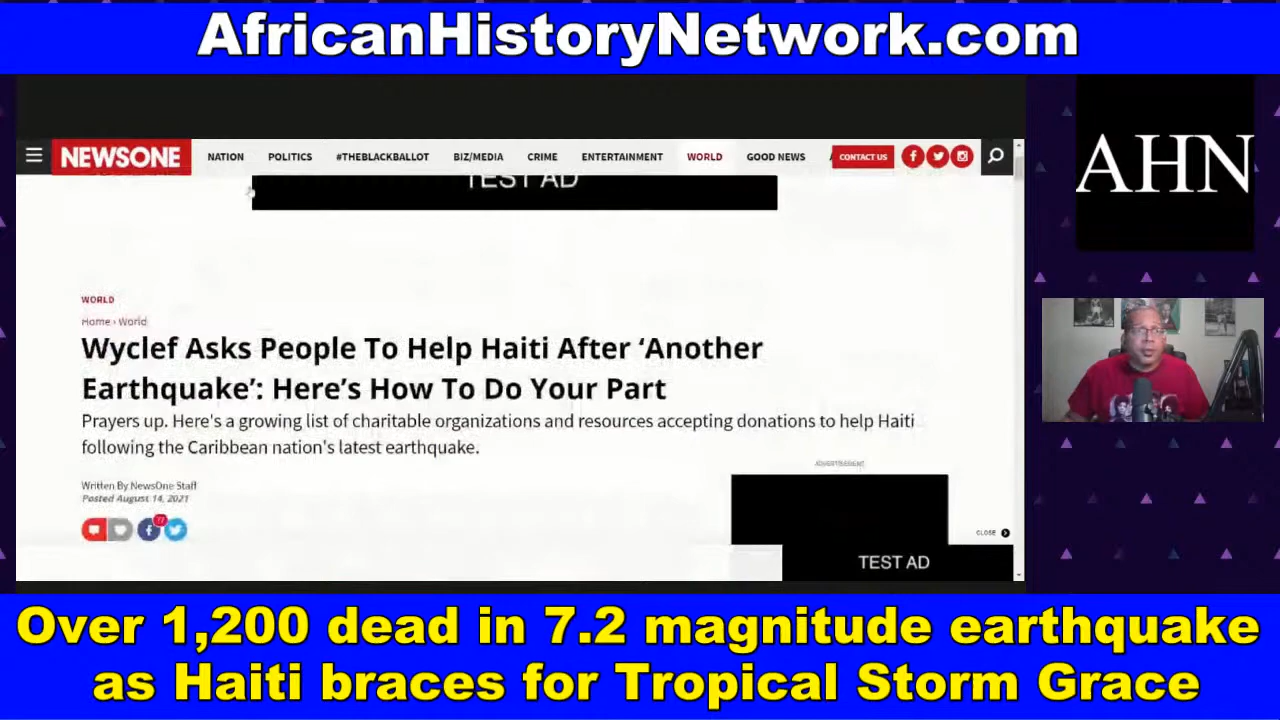 AfricanHistoryNetwork.com
NEWSONE
NATION
POLITICS
#THEBLACKBALLOT
BIZ/MEDIA
CRIME
ENTERTAINMENT
WORLD
GOOD NEWS
CONTACT US
AHN
TEST AD
WORLD
Home › World
Wyclef Asks People To Help Haiti After ‘Another
Earthquake’: Here’s How To Do Your Part
Prayers up. Here's a growing list of charitable organizations and resources accepting donations to help Haiti
following the Caribbean nation's latest earthquake.
ADVERTISEMENT
Written By NewsOne Staff
Posted August 14, 2021
77
CLOSE
TEST AD
Over 1,200 dead in 7.2 magnitude earthquake
as Haiti braces for Tropical Storm Grace